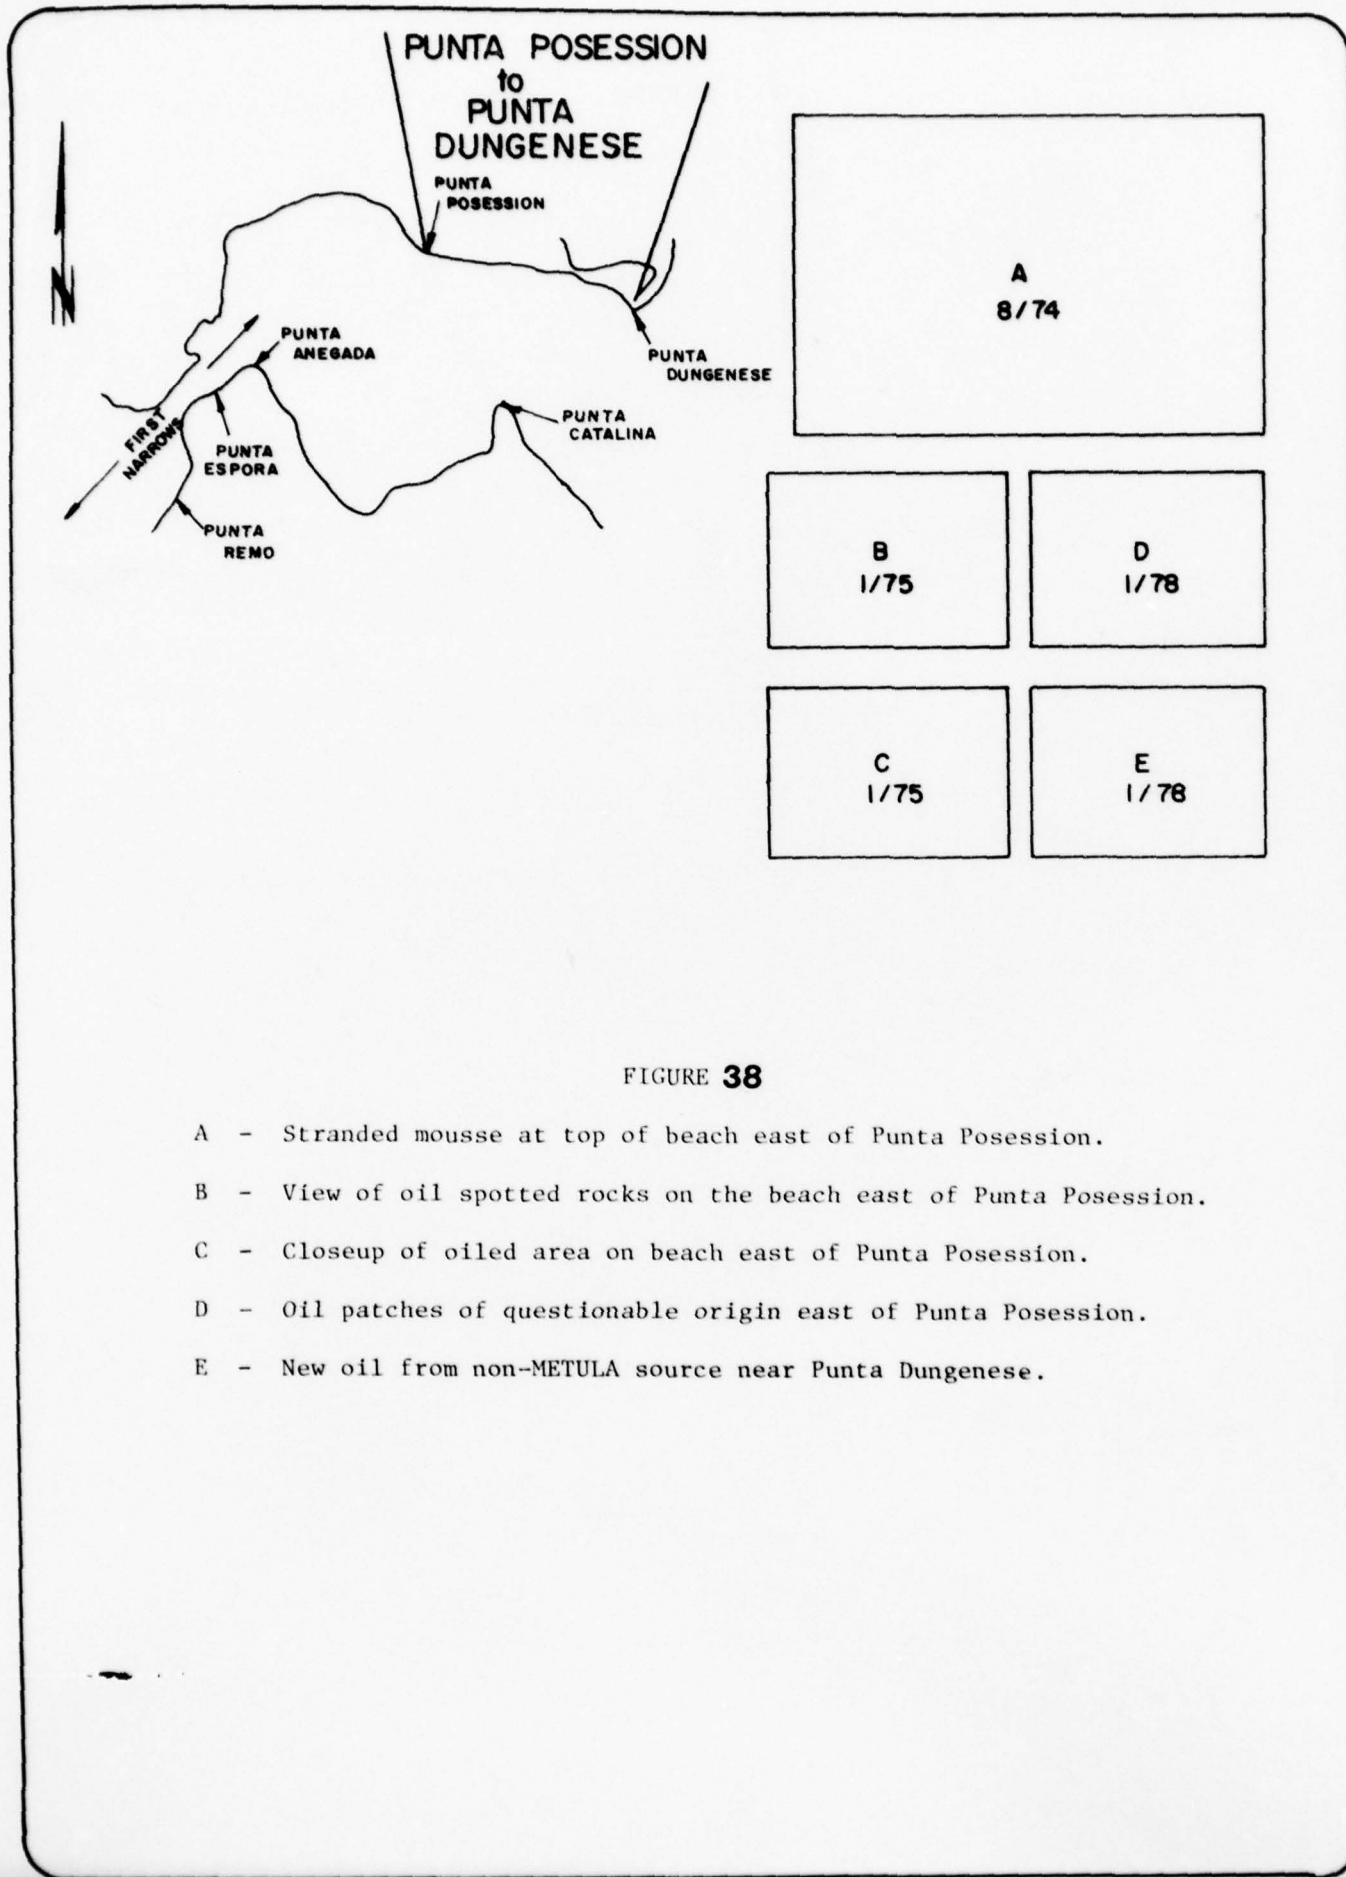 PUNTA POSESSION
to
PUNTA
DUNGENESE
PUNTA
POSESSION
PUNTA
ANEGADA
PUNTA
DUNGENESE
PUNTA
CATALINA
FIRST
NARROWS
PUNTA
ESPORA
PUNTA
REMO
N
A
8/74
B
1/75
D
1/78
C
1/75
E
1/78
FIGURE 38
A - Stranded mousse at top of beach east of Punta Posession.
B - View of oil spotted rocks on the beach east of Punta Posession.
C - Closeup of oiled area on beach east of Punta Posession.
D - Oil patches of questionable origin east of Punta Posession.
E - New oil from non-METULA source near Punta Dungenese.